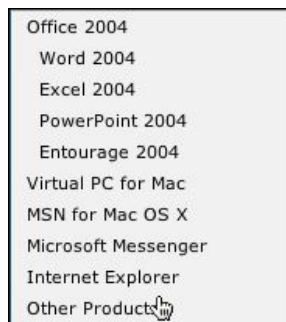 Office 2004
Word 2004
Excel 2004
PowerPoint 2004
Entourage 2004
Virtual PC for Mac
MSN for Mac OS X
Microsoft Messenger
Internet Explorer
Other Products